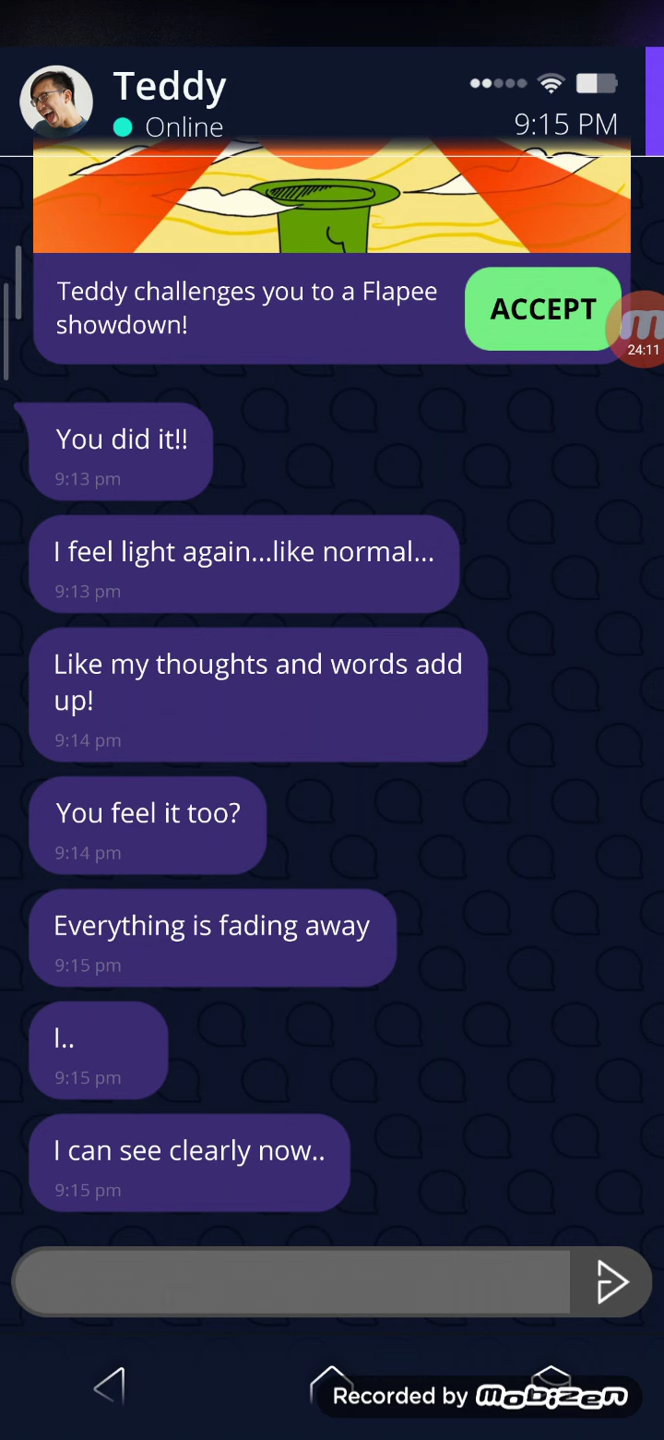 Teddy
Online
9:15 PM
Teddy challenges you to a Flapee
showdown!
ACCEPT
24:11
You did it!!
9:13 pm
I feel light again...like normal...
9:13 pm
Like my thoughts and words add
up!
9:14 pm
You feel it too?
9:14 pm
Everything is fading away
9:15 pm
I..
9:15 pm
I can see clearly now..
9:15 pm
Recorded by mobizen